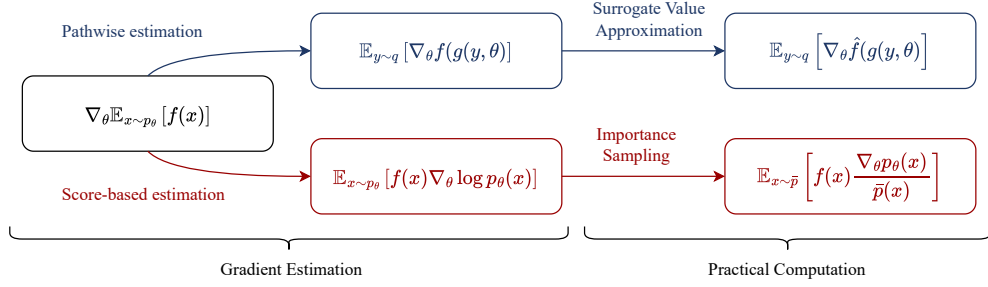 Pathwise estimation
Surrogate Value
Approximation
𝔼_{y∼q} [∇_θ f(g(y, θ)]
𝔼_{y∼q} [∇_θ f̂(g(y, θ)]
∇_θ 𝔼_{x∼p_θ} [f(x)]
Importance
Sampling
Score-based estimation
𝔼_{x∼p_θ} [f(x)∇_θ log p_θ(x)]
𝔼_{x∼p̄} [f(x) ∇_θ p_θ(x) / p̄(x)]
Gradient Estimation
Practical Computation